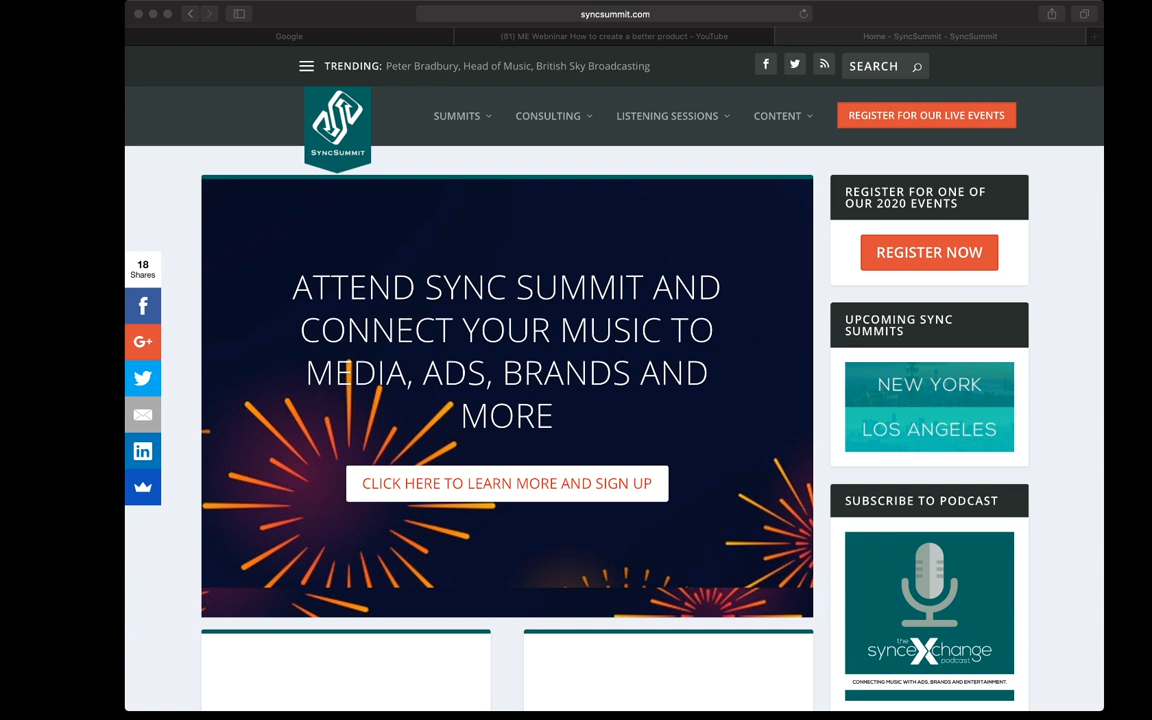 syncsummit.com
Google
(81) ME Webninar How to create a better product - YouTube
Home - SyncSummit - SyncSummit
TRENDING: Peter Bradbury, Head of Music, British Sky Broadcasting
SEARCH
SYNCSUMMIT
SUMMITS
CONSULTING
LISTENING SESSIONS
CONTENT
REGISTER FOR OUR LIVE EVENTS
18
Shares
G+
in
ATTEND SYNC SUMMIT AND
CONNECT YOUR MUSIC TO
MEDIA, ADS, BRANDS AND
MORE
CLICK HERE TO LEARN MORE AND SIGN UP
REGISTER FOR ONE OF
OUR 2020 EVENTS
REGISTER NOW
UPCOMING SYNC
SUMMITS
NEW YORK
LOS ANGELES
SUBSCRIBE TO PODCAST
the
synceXchange
podcast
CONNECTING MUSIC WITH ADS, BRANDS AND ENTERTAINMENT.